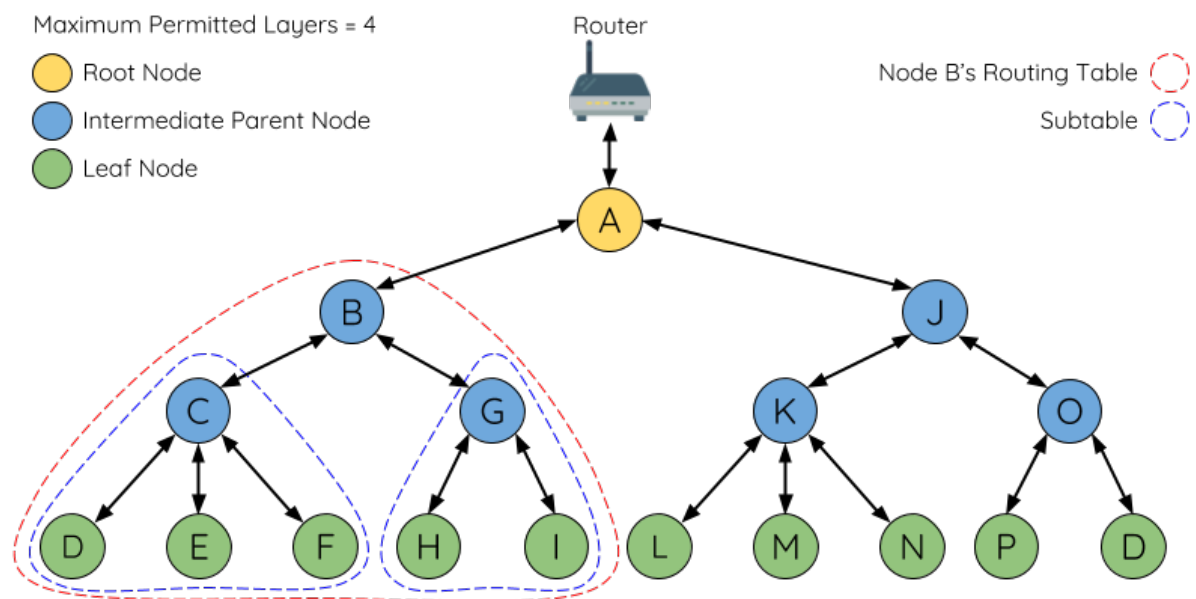 Maximum Permitted Layers = 4
Root Node
Intermediate Parent Node
Leaf Node
Router
Node B's Routing Table
Subtable
A
B
J
C
G
K
O
D
E
F
H
I
L
M
N
P
D